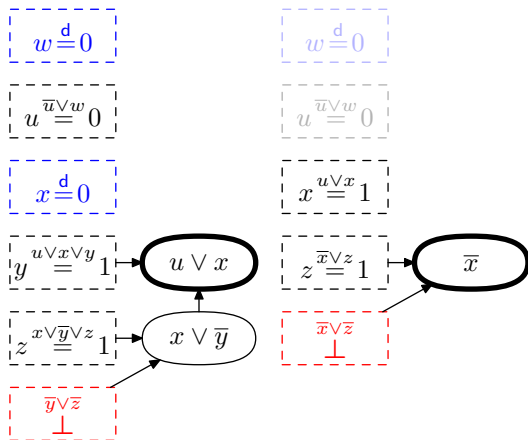 w d= 0
u u̅∨w= 0
x d= 0
y u∨x∨y= 1
u ∨ x
z x∨y̅∨z= 1
x ∨ y̅
y̅∨z̅
⊥
w d= 0
u u̅∨w= 0
x u∨x= 1
z x̅∨z= 1
x̅
x̅∨z̅
⊥